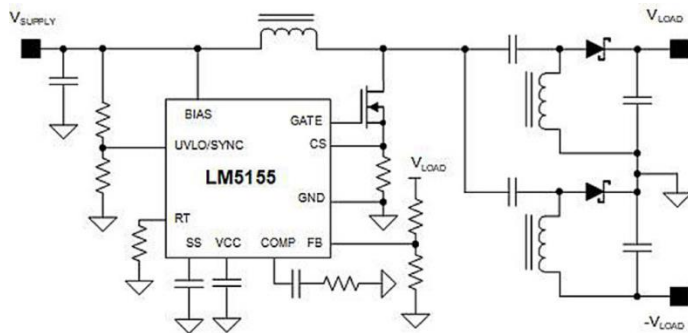 VSUPPLY
VLOAD
BIAS
GATE
UVLO/SYNC
CS
LM5155
VLOAD
GND
RT
SS VCC COMP FB
-VLOAD